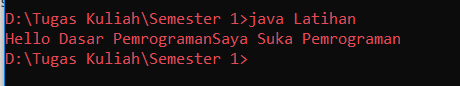 D:\Tugas Kuliah\Semester 1>java Latihan
Hello Dasar PemrogramanSaya Suka Pemrograman
D:\Tugas Kuliah\Semester 1>